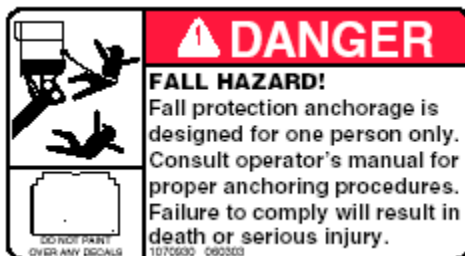 DANGER
FALL HAZARD!
Fall protection anchorage is
designed for one person only.
Consult operator's manual for
proper anchoring procedures.
Failure to comply will result in
death or serious injury.
1070930 060303
DO NOT PAINT
OVER ANY DECALS